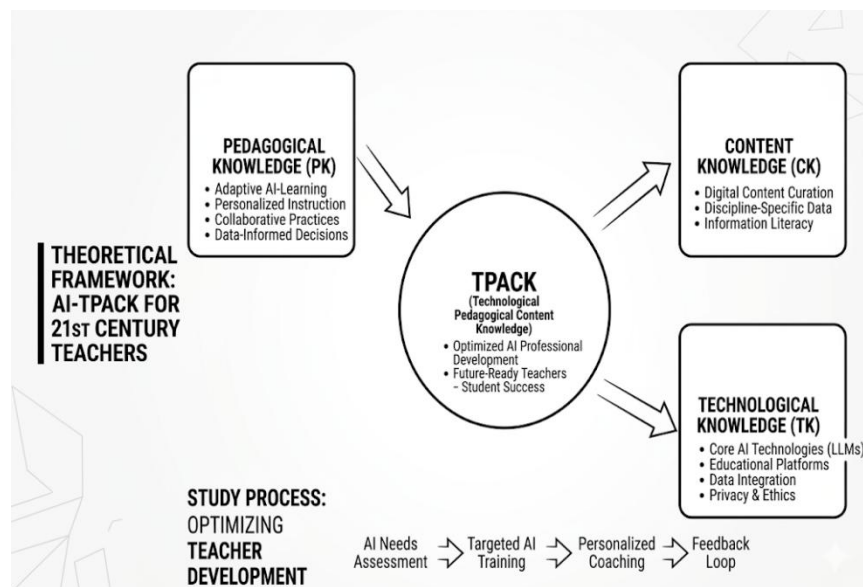 PEDAGOGICAL
KNOWLEDGE (PK)
• Adaptive AI-Learning
• Personalized Instruction
• Collaborative Practices
• Data-Informed Decisions
CONTENT
KNOWLEDGE (CK)
• Digital Content Curation
• Discipline-Specific Data
• Information Literacy
THEORETICAL
FRAMEWORK:
AI-TPACK FOR
21ST CENTURY
TEACHERS
TPACK
(Technological
Pedagogical Content
Knowledge)
• Optimized AI Professional
Development
• Future-Ready Teachers
– Student Success
TECHNOLOGICAL
KNOWLEDGE (TK)
• Core AI Technologies (LLMs)
• Educational Platforms
• Data Integration
• Privacy & Ethics
STUDY PROCESS:
OPTIMIZING
TEACHER
DEVELOPMENT
AI Needs
Assessment
Targeted AI
Training
Personalized
Coaching
Feedback
Loop